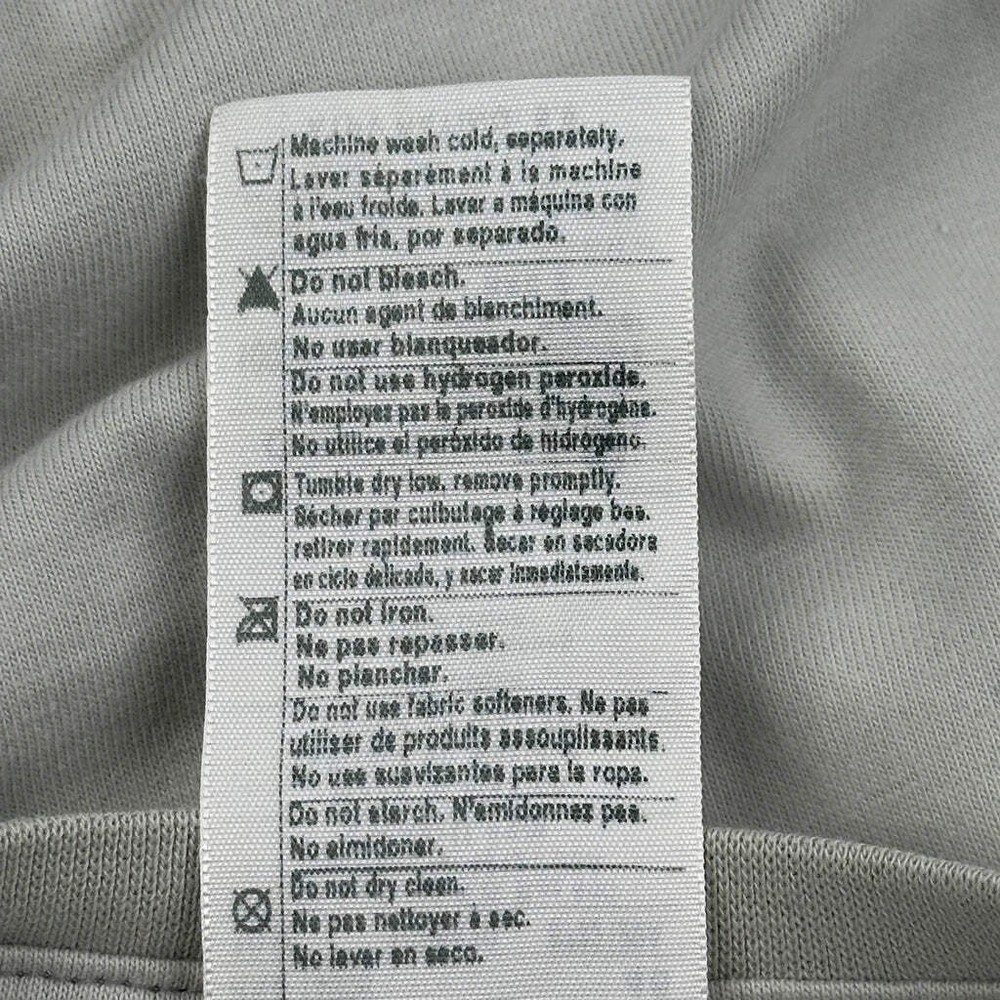 Machine wash cold, separately.
Laver séparément à la machine
à l'eau froide. Lavar a máquina con
agua fria, por separado.
Do not bleach.
Aucun agent de blanchiment.
No usar blanqueador.
Do not use hydrogen peroxide.
N'employez pas le peroxide d'hydrogène.
No utilice el peróxido de hidrógeno.
Tumble dry low, remove promptly.
Sécher par culbutage à réglage bas,
retirer rapidement. Secar en secadora
en ciclo delicado, y sacar inmediatamente.
Do not iron.
Ne pas repasser.
No planchar.
Do not use fabric softeners. Ne pas
utiliser de produits assouplissants.
No use suavizantes para la ropa.
Do not starch. N'amidonnez pas.
No almidonar.
Do not dry clean.
Ne pas nettoyer à sec.
No lavar en seco.